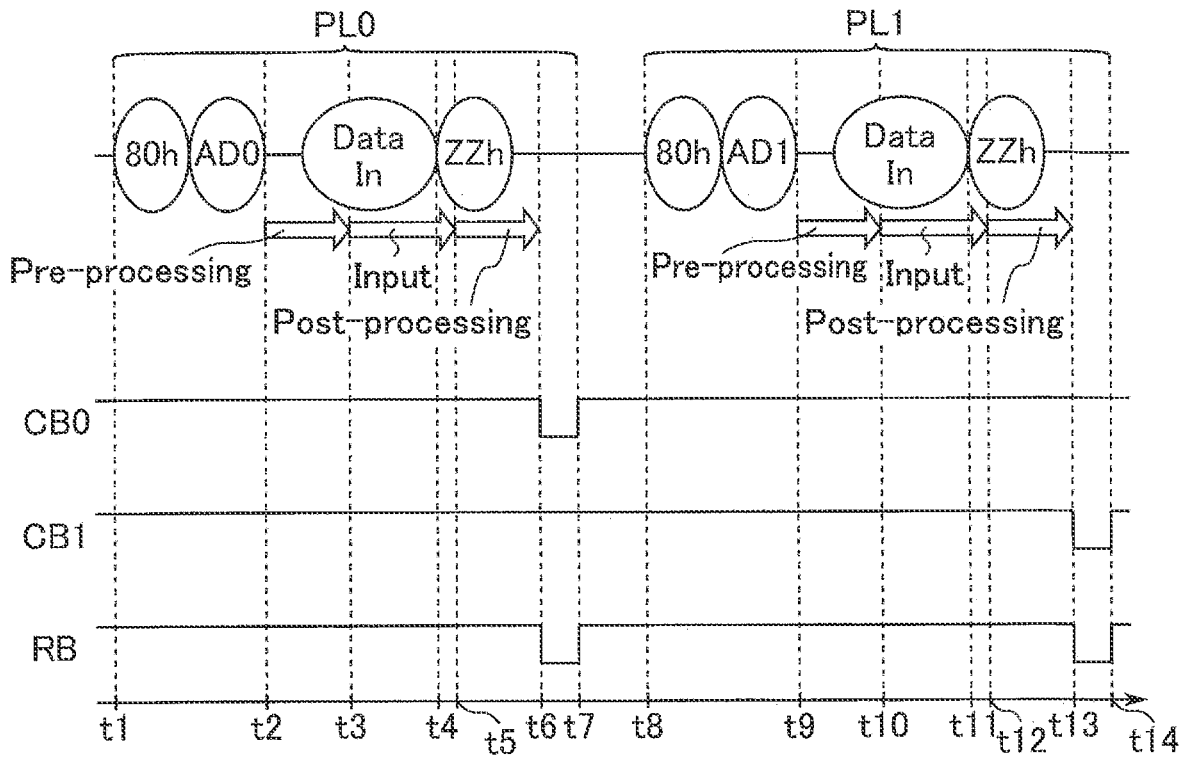 PL0 PL1
80h AD0 Data In ZZh 80h AD1 Data In ZZh
Pre-processing Input Pre-processing Input
Post-processing Post-processing
CB0
CB1
RB
t1 t2 t3 t4 t5 t6 t7 t8 t9 t10 t11 t12 t13 t14